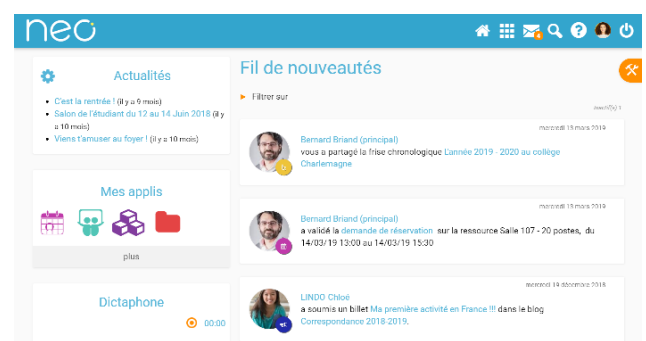 neo
Actualités
C'est la rentrée ! (il y a 9 mois)
Salon de l'étudiant du 12 au 14 Juin 2018 (il y
a 10 mois)
Viens t'amuser au foyer ! (il y a 10 mois)
Mes applis
plus
Dictaphone
00:00
Fil de nouveautés
Filtrer sur
mercredi 13 mars 2019
Bernard Briand (principal)
vous a partagé la frise chronologique L'année 2019 - 2020 au collège
Charlemagne
mercredi 13 mars 2019
Bernard Briand (principal)
a validé la demande de réservation sur la ressource Salle 107 - 20 postes, du
14/03/19 13:00 au 14/03/19 15:30
mercredi 19 décembre 2018
LINDO Chloé
a soumis un billet Ma première activité en France !!! dans le blog
Correspondance 2018-2019.